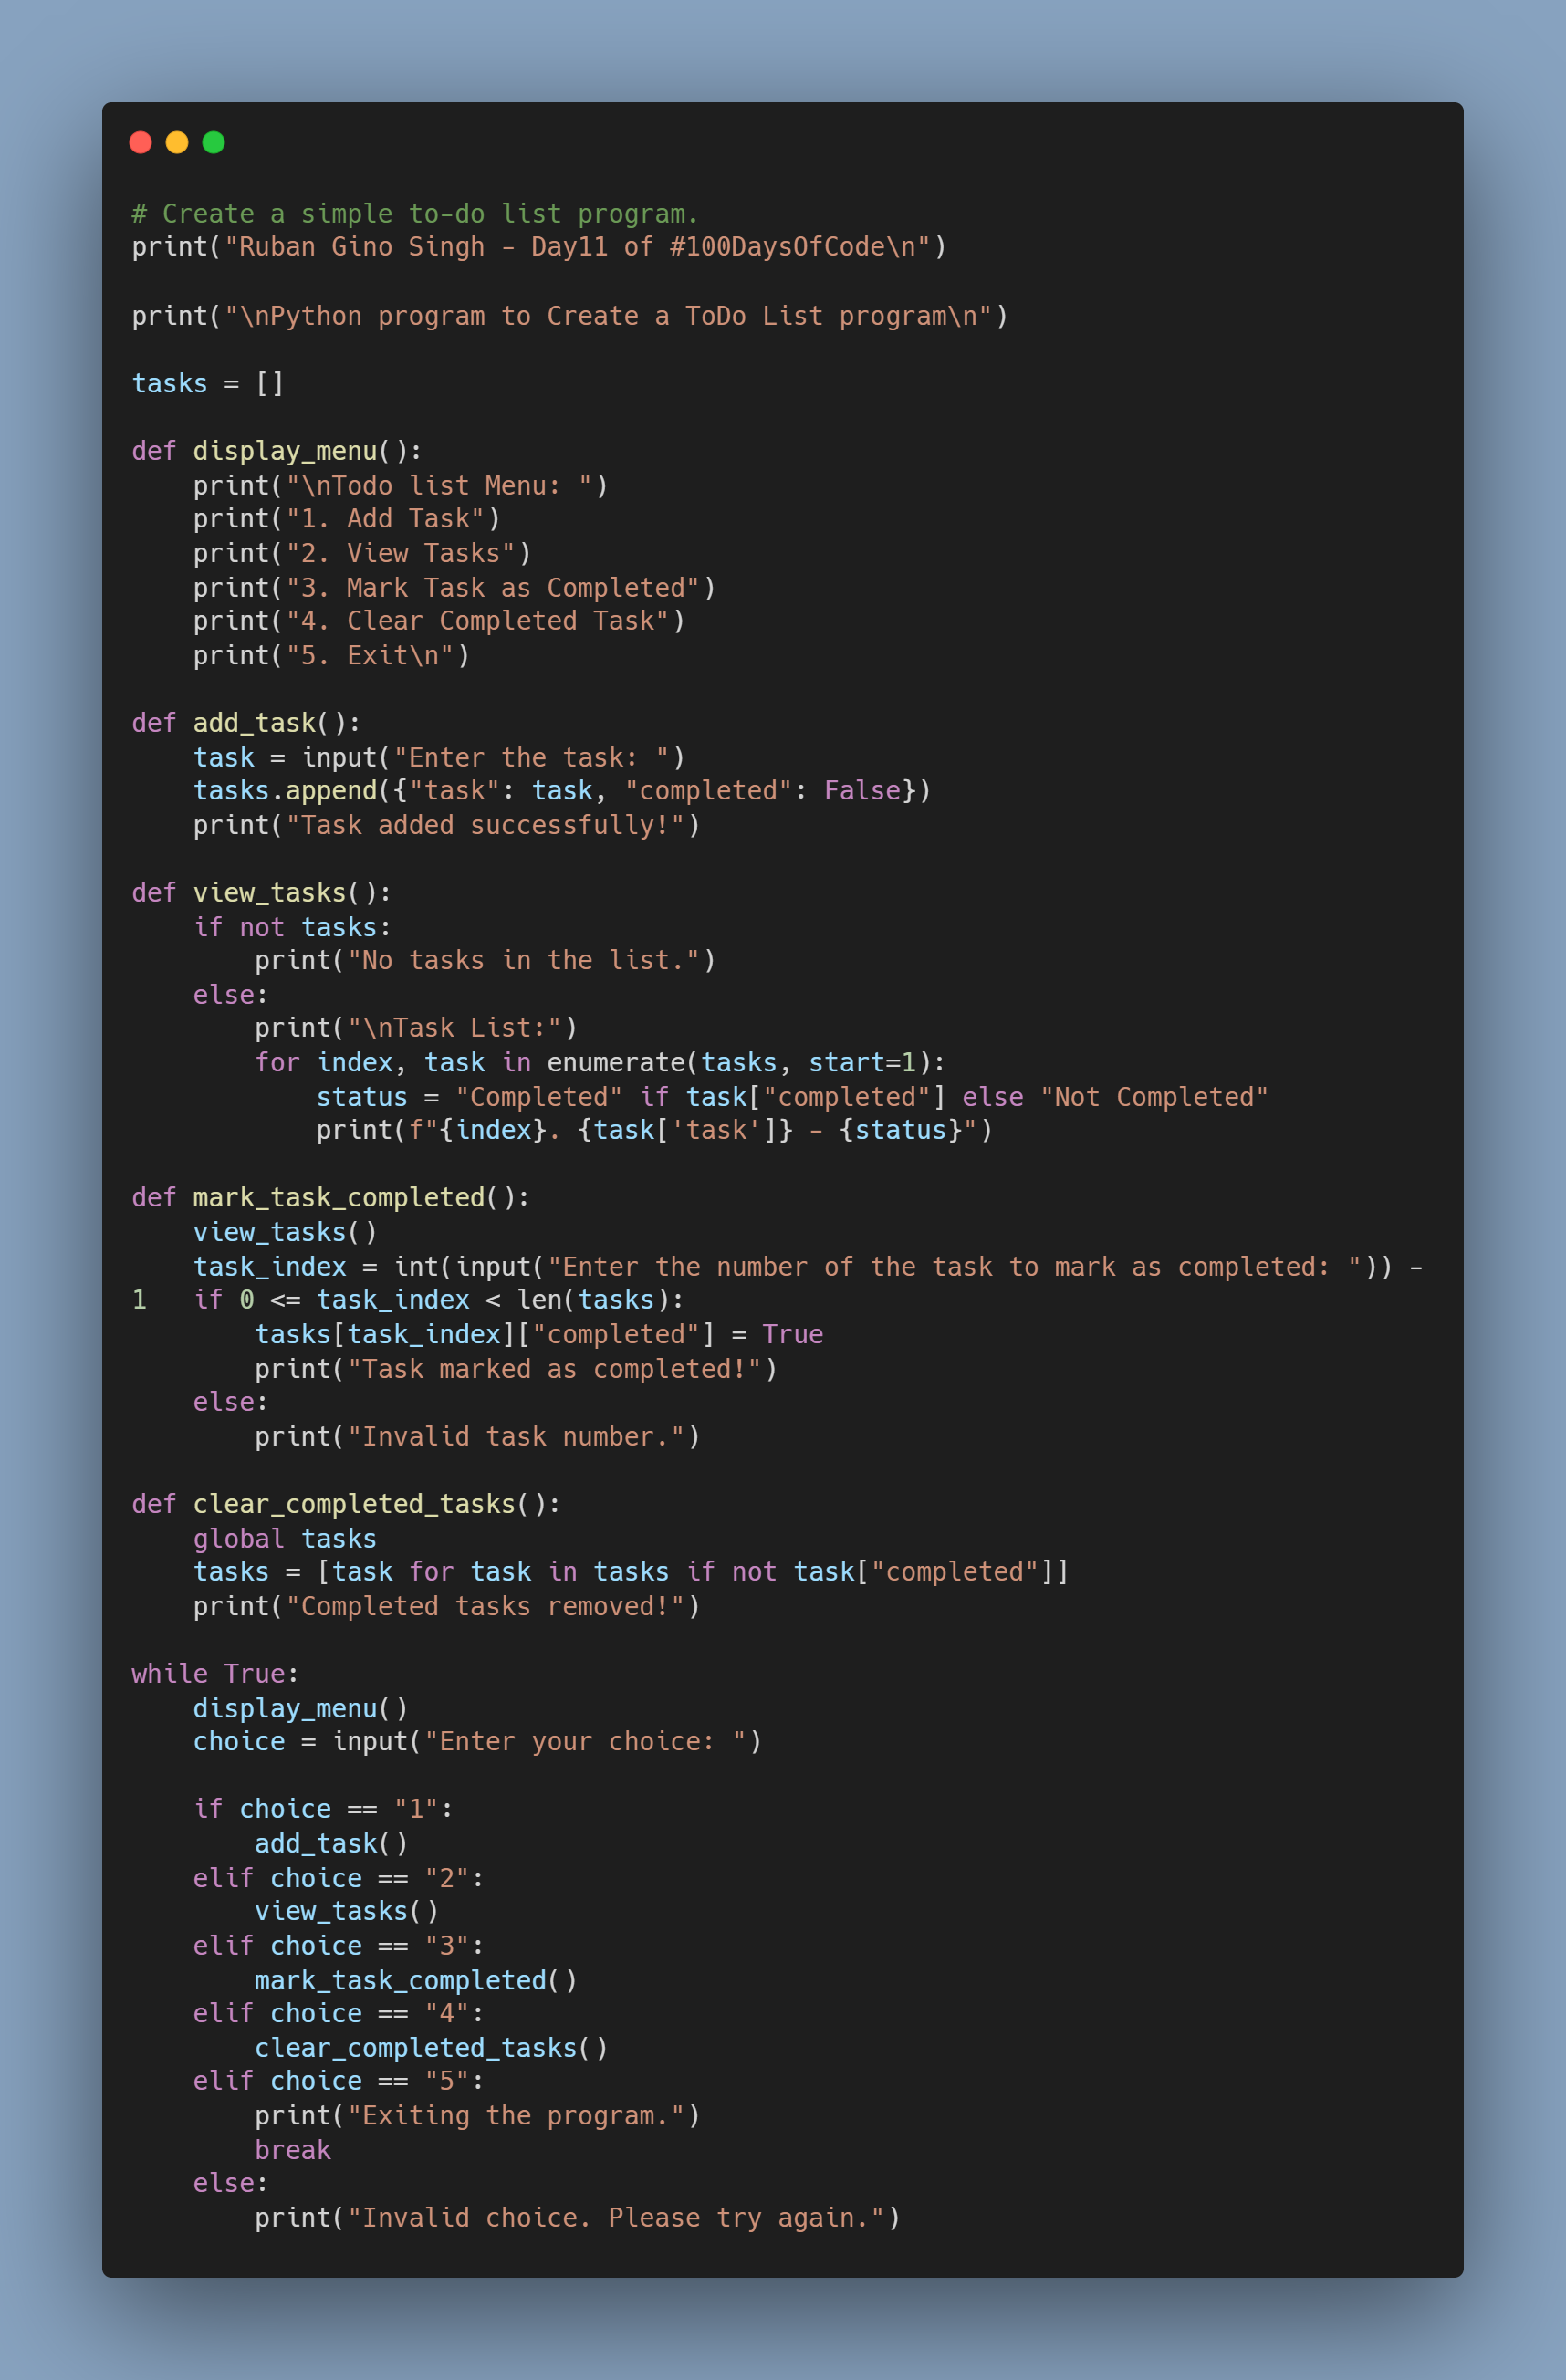 # Create a simple to-do list program.
print("Ruban Gino Singh - Day11 of #100DaysOfCode\n")

print("\nPython program to Create a ToDo List program\n")

tasks = []

def display_menu():
    print("\nTodo list Menu: ")
    print("1. Add Task")
    print("2. View Tasks")
    print("3. Mark Task as Completed")
    print("4. Clear Completed Task")
    print("5. Exit\n")

def add_task():
    task = input("Enter the task: ")
    tasks.append({"task": task, "completed": False})
    print("Task added successfully!")

def view_tasks():
    if not tasks:
        print("No tasks in the list.")
    else:
        print("\nTask List:")
        for index, task in enumerate(tasks, start=1):
            status = "Completed" if task["completed"] else "Not Completed"
            print(f"{index}. {task['task']} - {status}")

def mark_task_completed():
    view_tasks()
    task_index = int(input("Enter the number of the task to mark as completed: ")) -
1   if 0 <= task_index < len(tasks):
        tasks[task_index]["completed"] = True
        print("Task marked as completed!")
    else:
        print("Invalid task number.")

def clear_completed_tasks():
    global tasks
    tasks = [task for task in tasks if not task["completed"]]
    print("Completed tasks removed!")

while True:
    display_menu()
    choice = input("Enter your choice: ")

    if choice == "1":
        add_task()
    elif choice == "2":
        view_tasks()
    elif choice == "3":
        mark_task_completed()
    elif choice == "4":
        clear_completed_tasks()
    elif choice == "5":
        print("Exiting the program.")
        break
    else:
        print("Invalid choice. Please try again.")